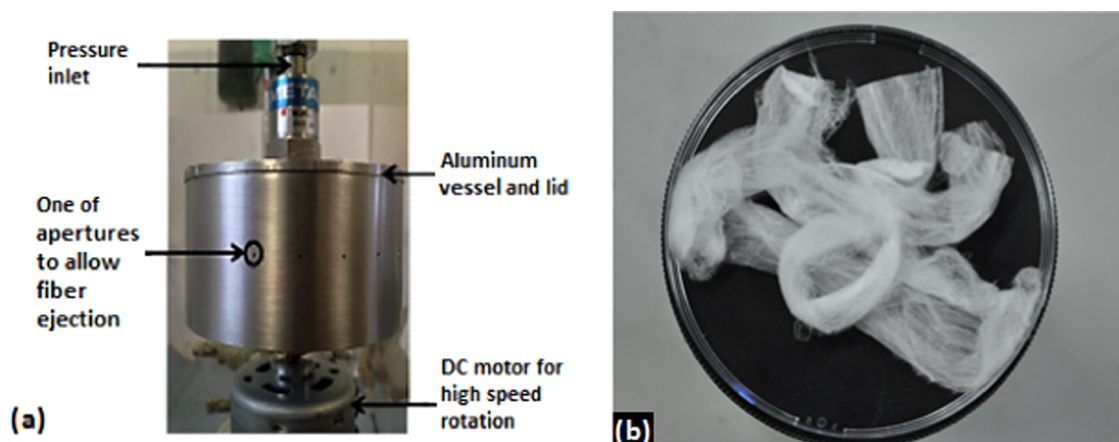 Pressure
inlet
META
Aluminum
vessel and lid
One of
apertures
to allow
fiber
ejection
DC motor for
high speed
rotation
(a)
(b)